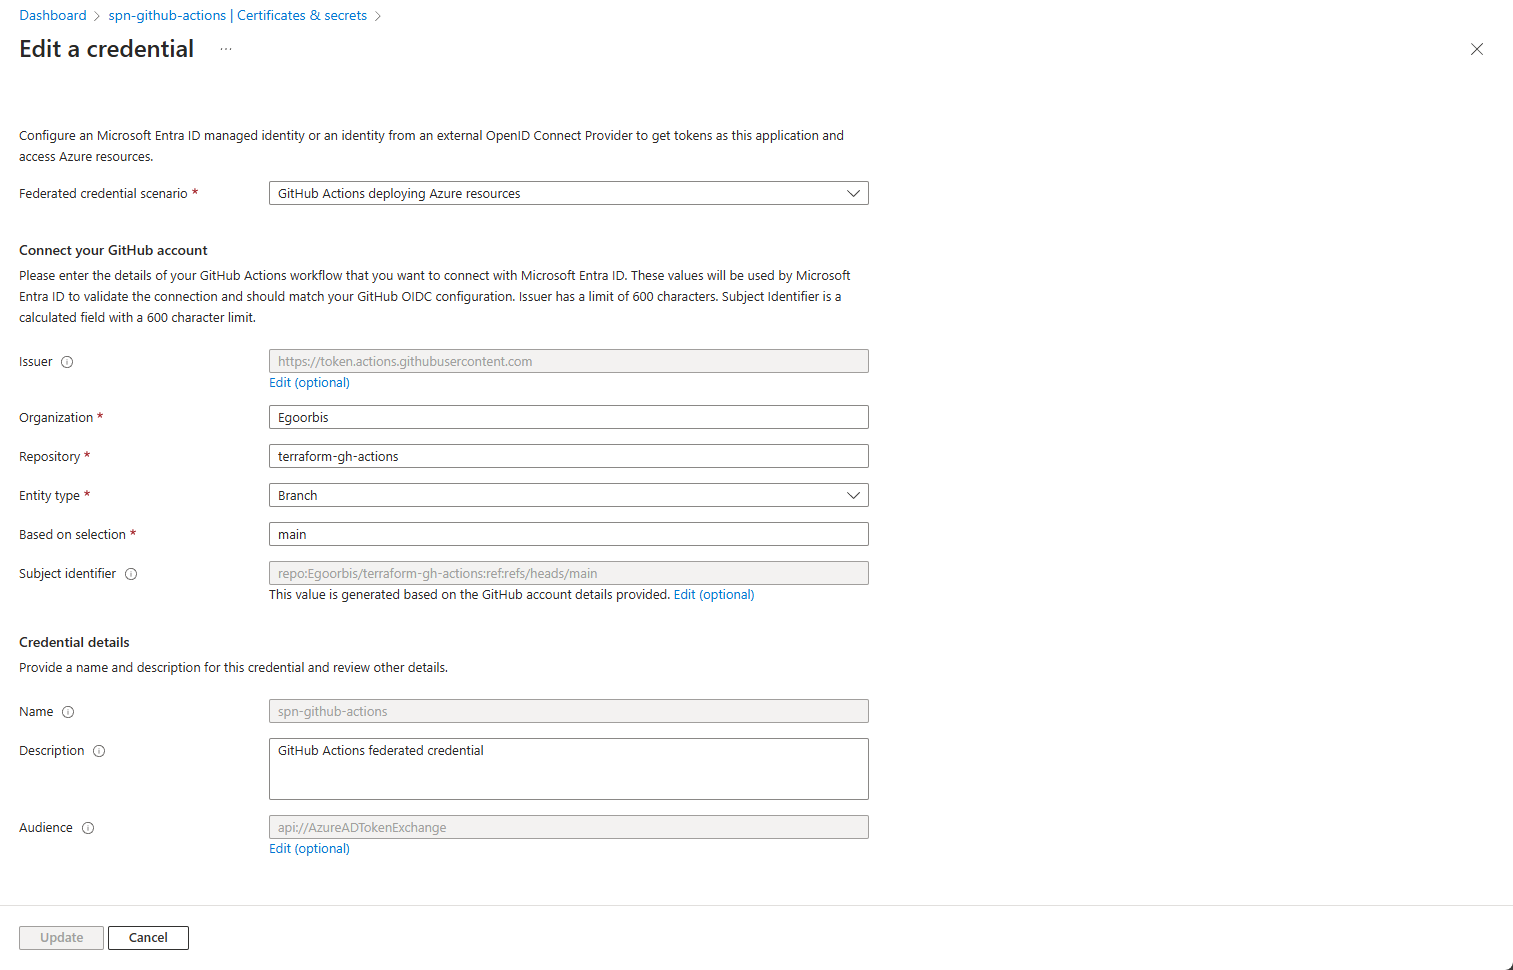 Dashboard > spn-github-actions | Certificates & secrets >
Edit a credential ...
Configure an Microsoft Entra ID managed identity or an identity from an external OpenID Connect Provider to get tokens as this application and
access Azure resources.
Federated credential scenario * GitHub Actions deploying Azure resources
Connect your GitHub account
Please enter the details of your GitHub Actions workflow that you want to connect with Microsoft Entra ID. These values will be used by Microsoft
Entra ID to validate the connection and should match your GitHub OIDC configuration. Issuer has a limit of 600 characters. Subject Identifier is a
calculated field with a 600 character limit.
Issuer https://token.actions.githubusercontent.com
Edit (optional)
Organization * Egoorbis
Repository * terraform-gh-actions
Entity type * Branch
Based on selection * main
Subject identifier repo:Egoorbis/terraform-gh-actions:ref:refs/heads/main
This value is generated based on the GitHub account details provided. Edit (optional)
Credential details
Provide a name and description for this credential and review other details.
Name spn-github-actions
Description GitHub Actions federated credential
Audience api://AzureADTokenExchange
Edit (optional)
Update Cancel